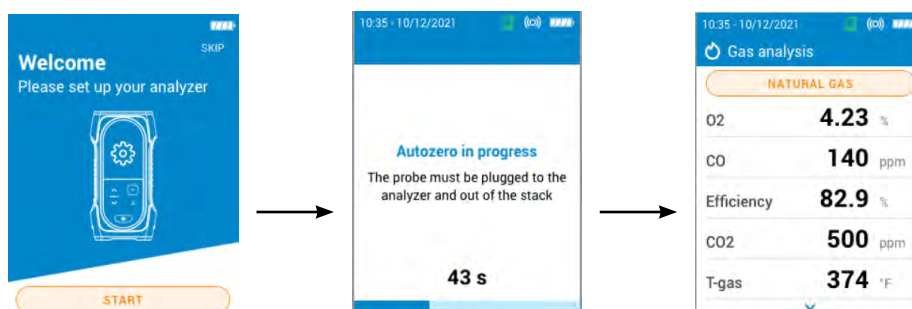 SKIP
Welcome
Please set up your analyzer
START
10:35 - 10/12/2021
Autozero in progress
The probe must be plugged to the
analyzer and out of the stack
43 s
10:35 - 10/12/2021
Gas analysis
NATURAL GAS
O2 4.23 %
CO 140 ppm
Efficiency 82.9 %
CO2 500 ppm
T-gas 374 °F